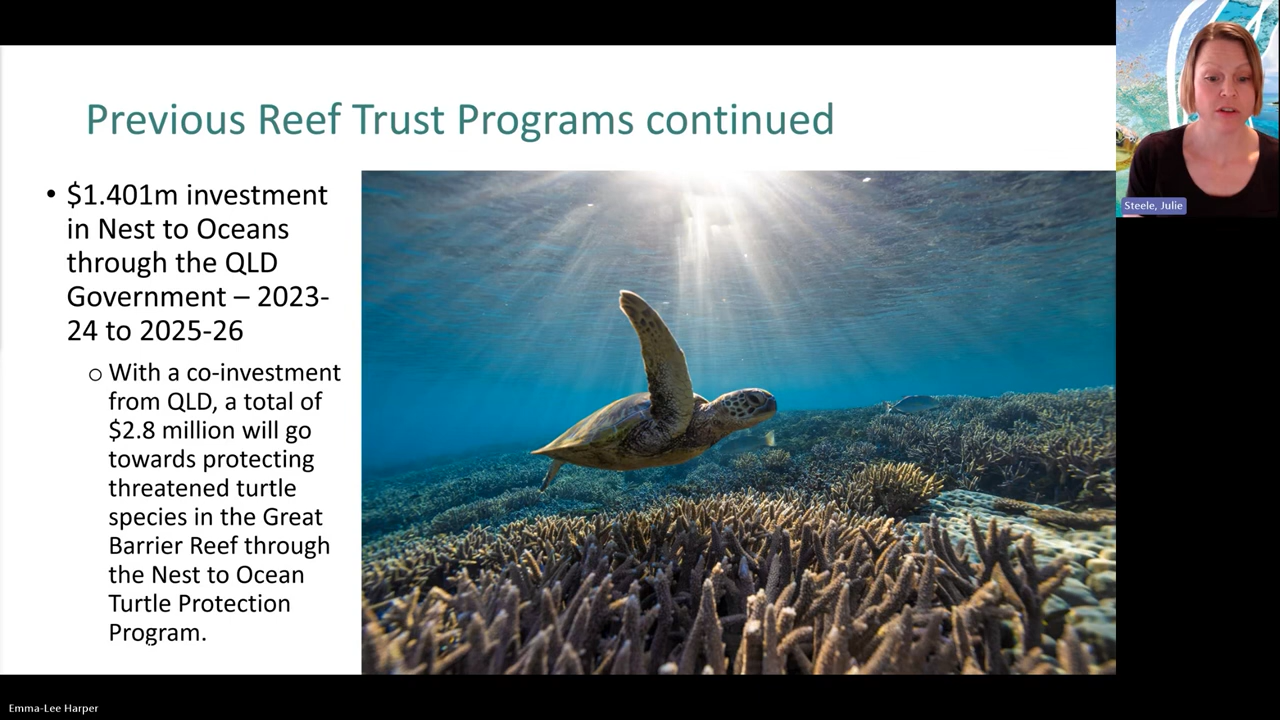 Previous Reef Trust Programs continued
• $1.401m investment
in Nest to Oceans
through the QLD
Government – 2023-
24 to 2025-26
o With a co-investment
from QLD, a total of
$2.8 million will go
towards protecting
threatened turtle
species in the Great
Barrier Reef through
the Nest to Ocean
Turtle Protection
Program.
Steele, Julie
Emma-Lee Harper